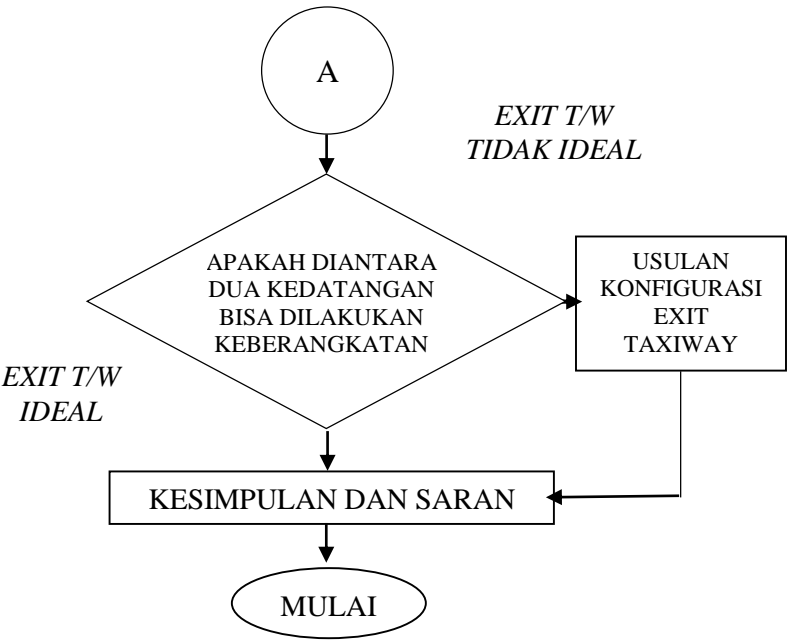 A
EXIT T/W
TIDAK IDEAL
APAKAH DIANTARA
DUA KEDATANGAN
BISA DILAKUKAN
KEBERANGKATAN
USULAN
KONFIGURASI
EXIT
TAXIWAY
EXIT T/W
IDEAL
KESIMPULAN DAN SARAN
MULAI